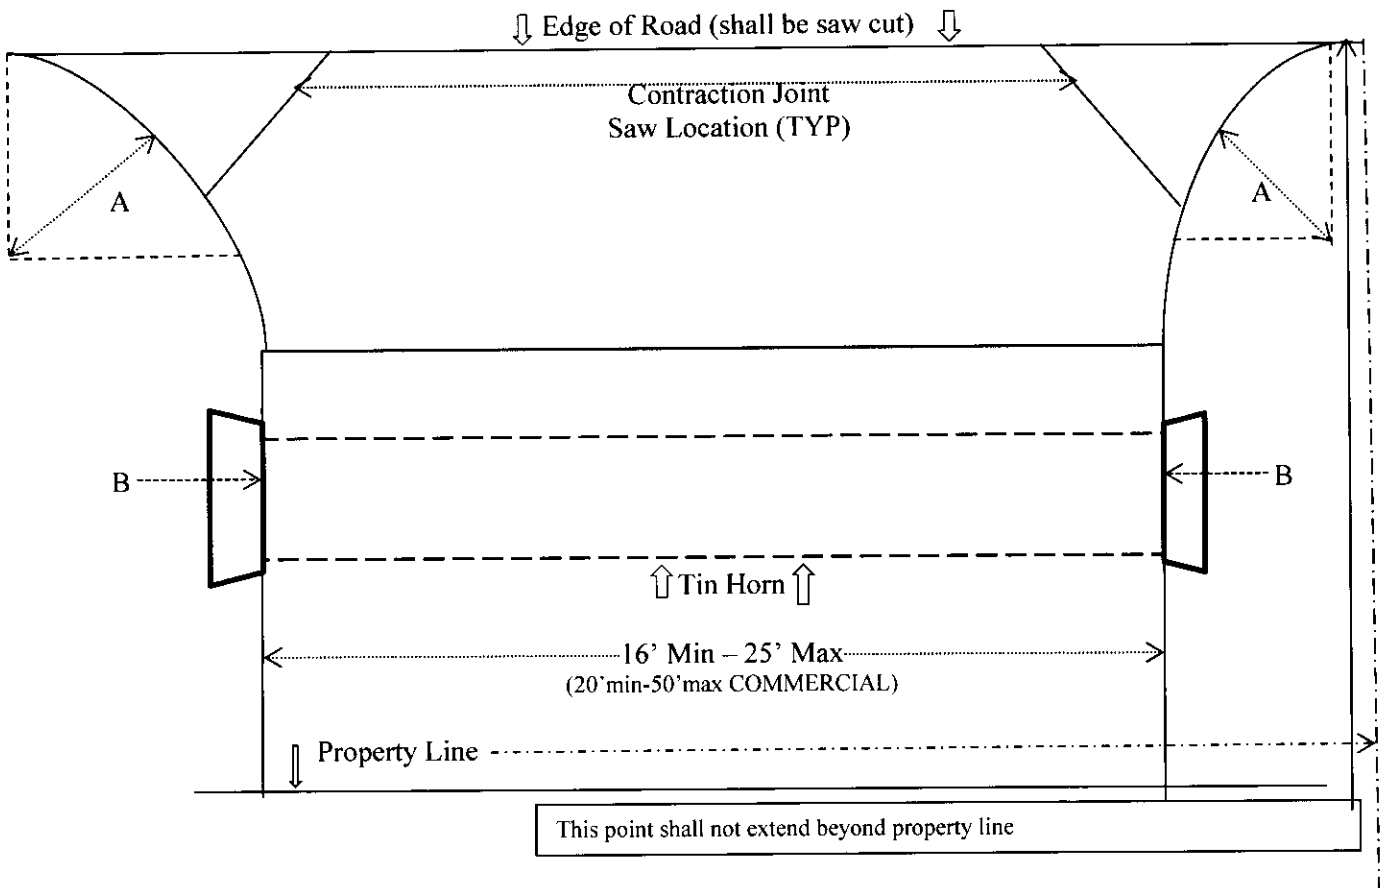 Edge of Road (shall be saw cut)
Contraction Joint
Saw Location (TYP)
A
A
B
B
Tin Horn
16’ Min – 25’ Max
(20’min-50’max COMMERCIAL)
Property Line
This point shall not extend beyond property line